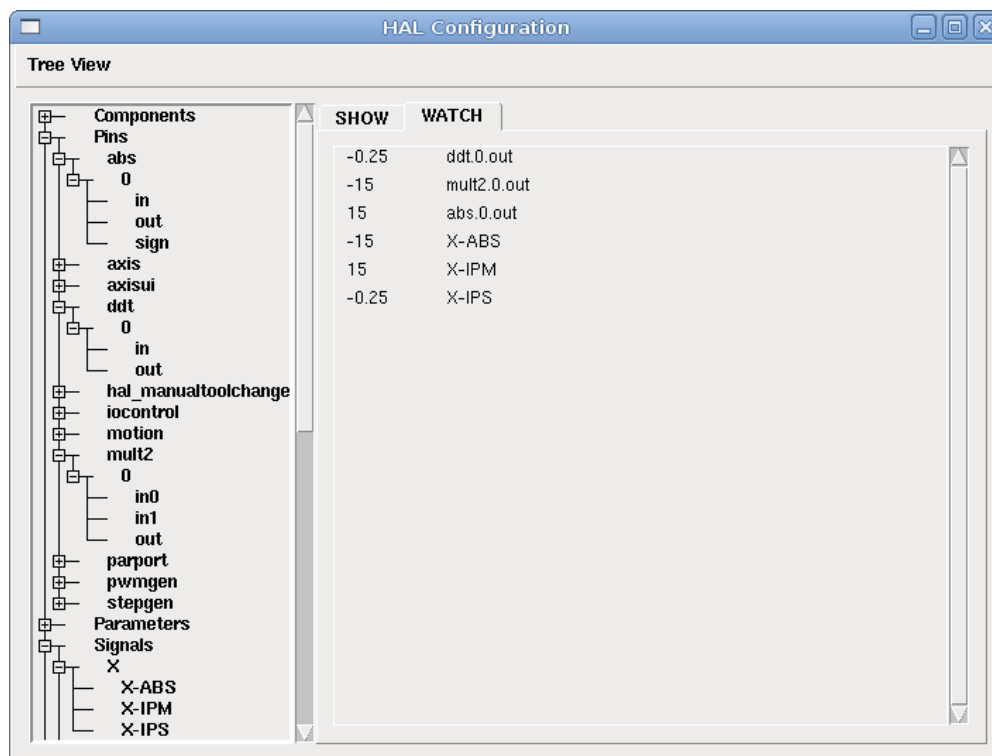 HAL Configuration
Tree View
Components
Pins
abs
0
in
out
sign
axis
axisui
ddt
0
in
out
hal_manualtoolchange
iocontrol
motion
mult2
0
in0
in1
out
parport
pwmgen
stepgen
Parameters
Signals
X
X-ABS
X-IPM
X-IPS
SHOW WATCH
-0.25 ddt.0.out
-15 mult2.0.out
15 abs.0.out
-15 X-ABS
15 X-IPM
-0.25 X-IPS